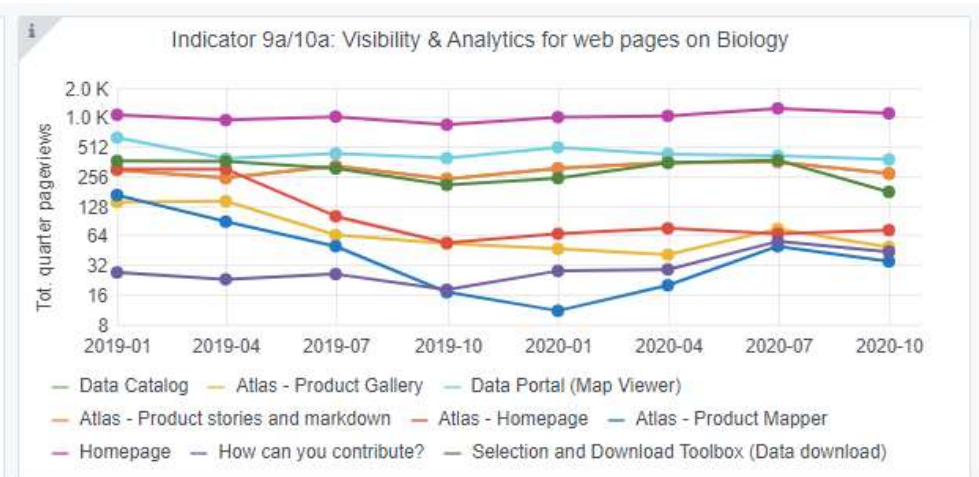 i
Indicator 9a/10a: Visibility & Analytics for web pages on Biology
Tot. quarter pageviews
2.0 K
1.0 K
512
256
128
64
32
16
8
2019-01 2019-04 2019-07 2019-10 2020-01 2020-04 2020-07 2020-10
Data Catalog Atlas - Product Gallery Data Portal (Map Viewer)
Atlas - Product stories and markdown Atlas - Homepage Atlas - Product Mapper
Homepage How can you contribute? Selection and Download Toolbox (Data download)